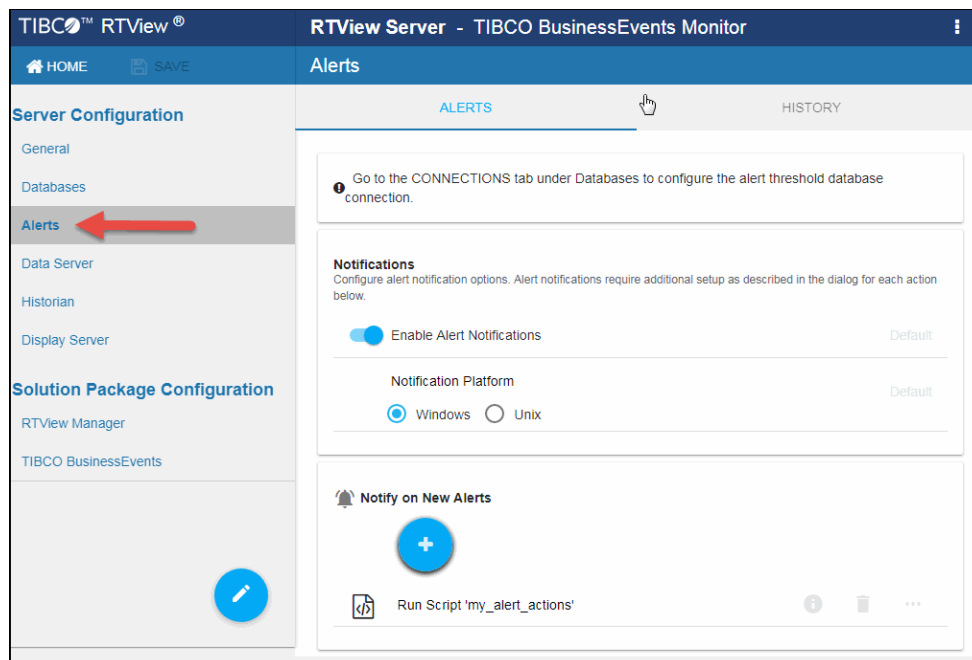 TIBCO™ RTView ®
RTView Server - TIBCO BusinessEvents Monitor
HOME
SAVE
Alerts
Server Configuration
General
Databases
Alerts
Data Server
Historian
Display Server
Solution Package Configuration
RTView Manager
TIBCO BusinessEvents
ALERTS
HISTORY
Go to the CONNECTIONS tab under Databases to configure the alert threshold database
connection.
Notifications
Configure alert notification options. Alert notifications require additional setup as described in the dialog for each action
below.
Enable Alert Notifications
Default
Notification Platform
Default
Windows
Unix
Notify on New Alerts
Run Script 'my_alert_actions'